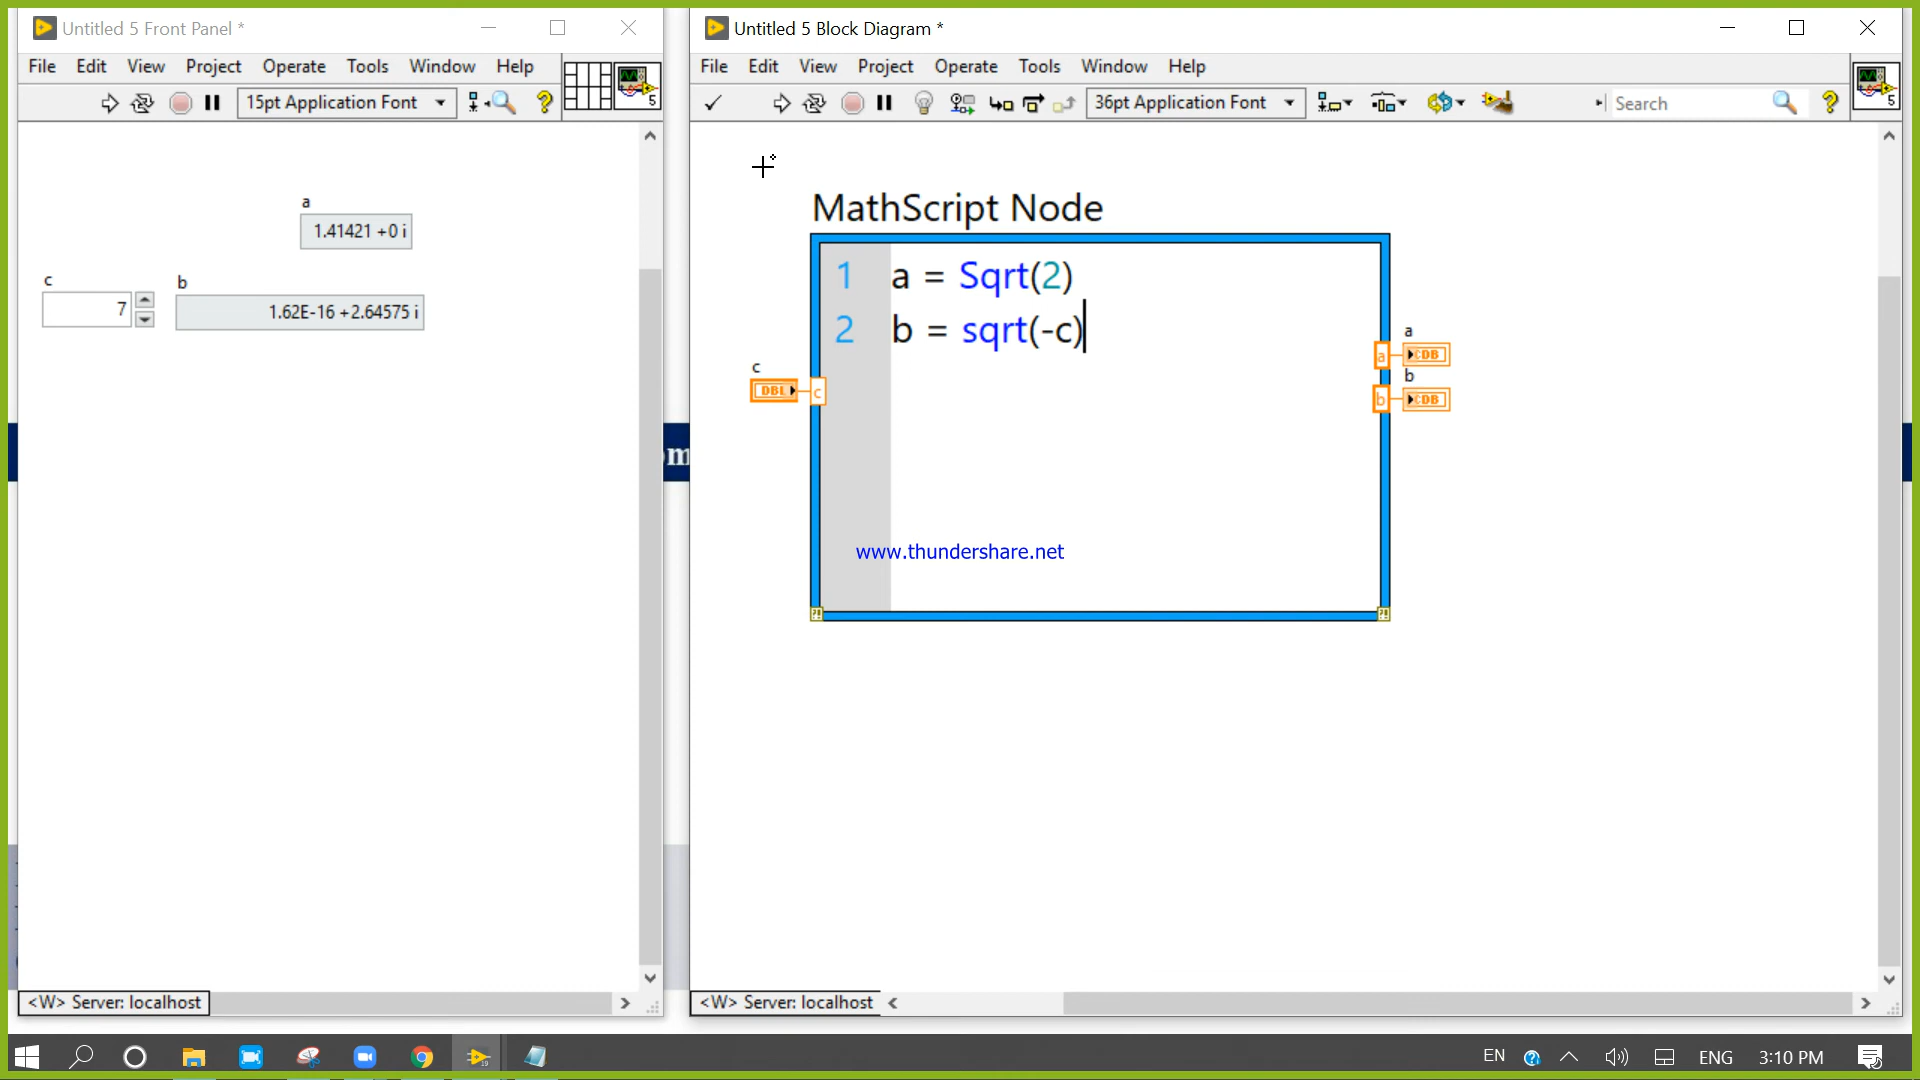 Untitled 5 Front Panel *
File Edit View Project Operate Tools Window Help
15pt Application Font
5
a
1.41421 +0 i
c
7
b
1.62E-16 +2.64575 i
<W> Server: localhost
om
Untitled 5 Block Diagram *
File Edit View Project Operate Tools Window Help
36pt Application Font
Search
5
MathScript Node
1 a = Sqrt(2)
2 b = sqrt(-c)
c
DBL
c
a
a
CDB
b
b
CDB
www.thundershare.net
<W> Server: localhost
EN
ENG
3:10 PM